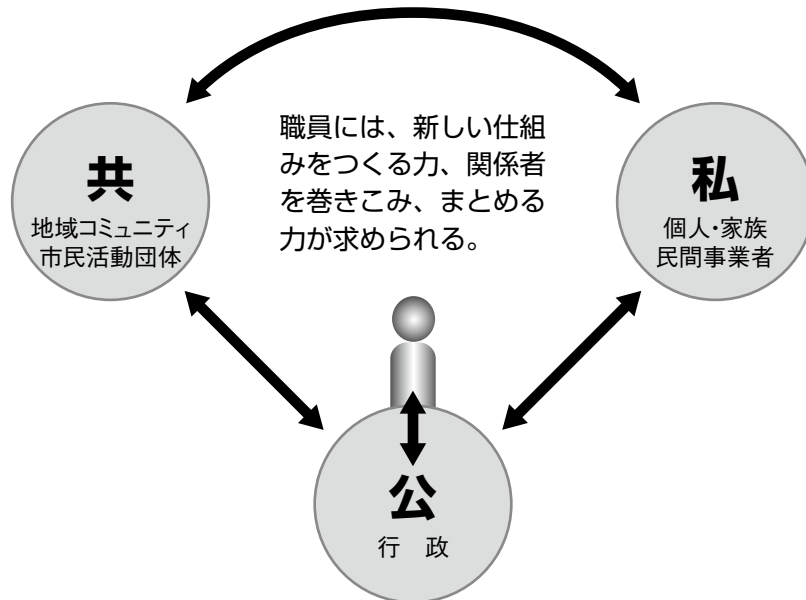 共
地域コミュニティ
市民活動団体
職員には、新しい仕組
みをつくる力、関係者
を巻きこみ、まとめる
力が求められる。
私
個人・家族
民間事業者
公
行　政